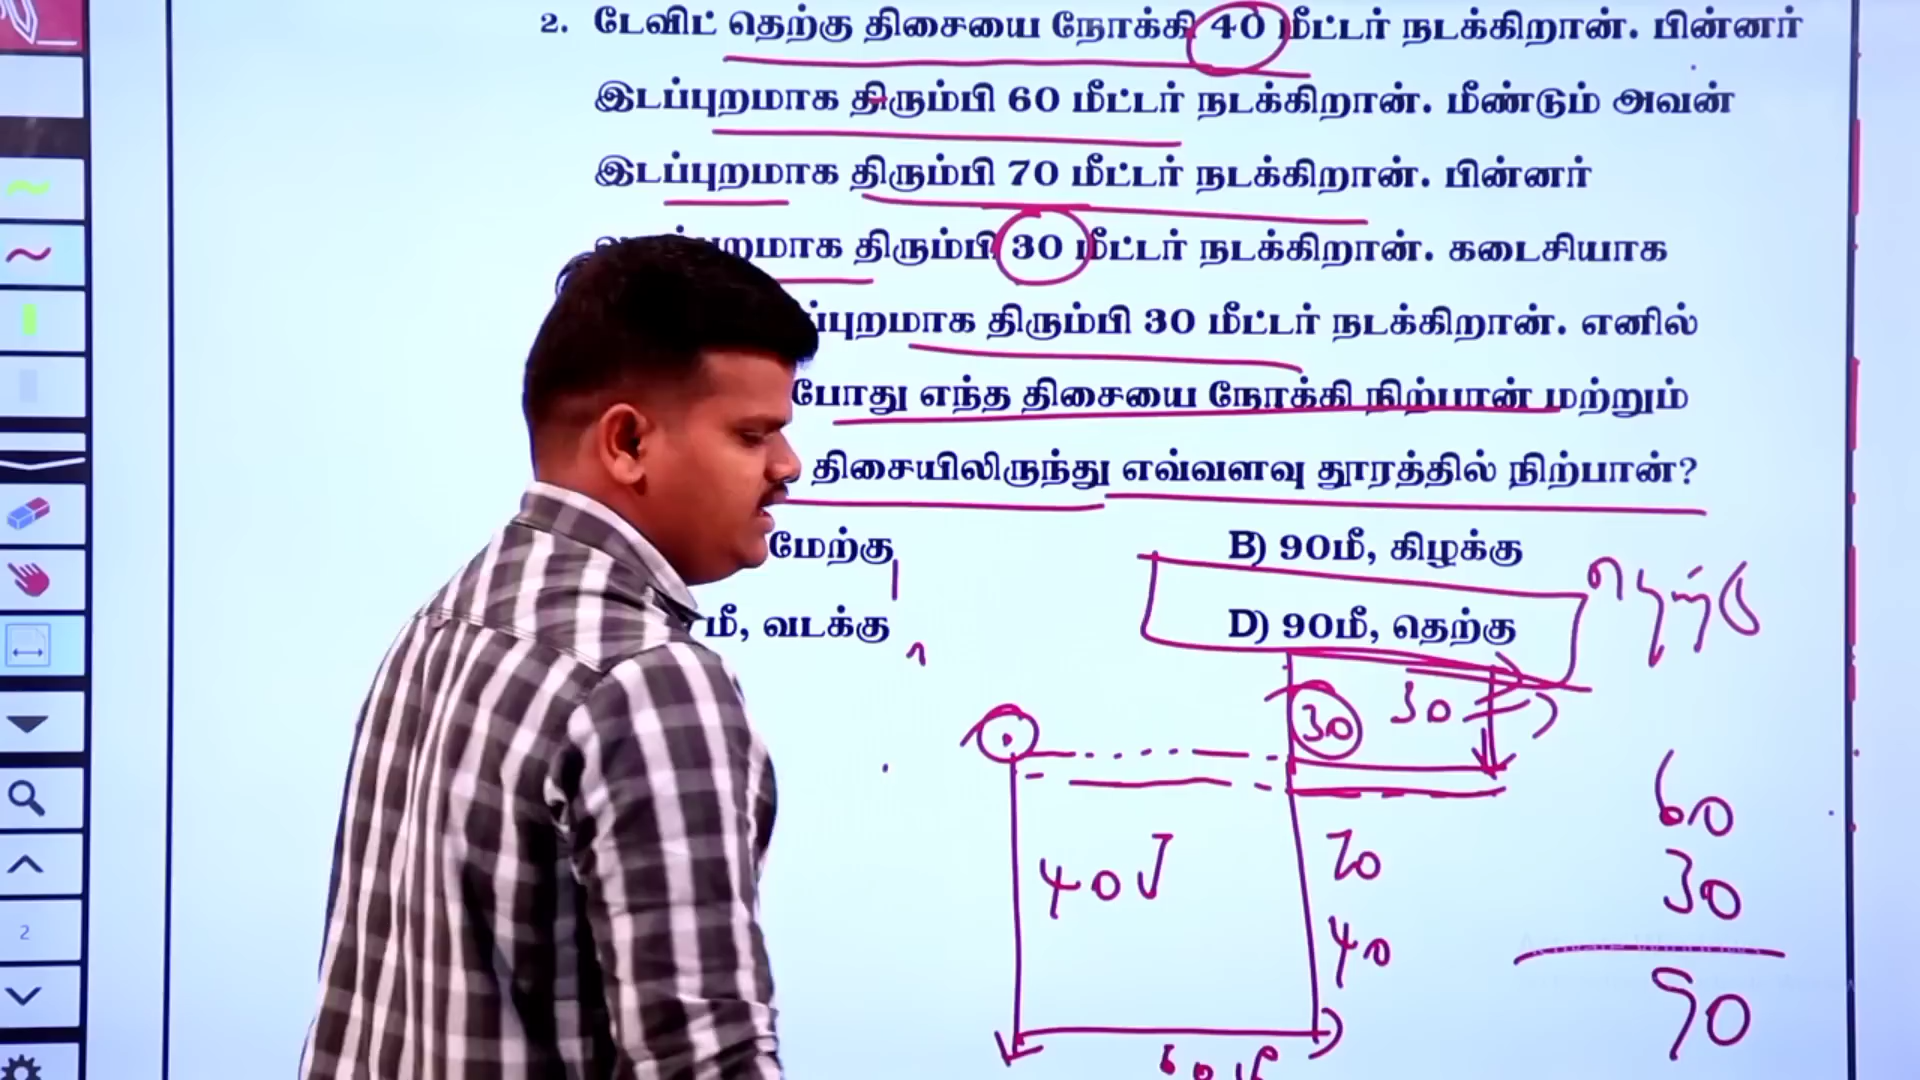 2. டேவிட் தெற்கு திசையை நோக்கி 40 மீட்டர் நடக்கிறான். பின்னர்
இடப்புறமாக திரும்பி 60 மீட்டர் நடக்கிறான். மீண்டும் அவன்
இடப்புறமாக திரும்பி 70 மீட்டர் நடக்கிறான். பின்னர்
திரும்பி 30 மீட்டர் நடக்கிறான். கடைசியாக
திரும்பி 30 மீட்டர் நடக்கிறான். எனில்
எந்த திசையை நோக்கி நிற்பான் மற்றும்
திசையிலிருந்து எவ்வளவு தூரத்தில் நிற்பான்?
மேற்கு B) 90மீ, கிழக்கு
மீ, வடக்கு D) 90மீ, தெற்கு
தெற்கு
30 30
40 70 60
40 30
90
60 மீ
2